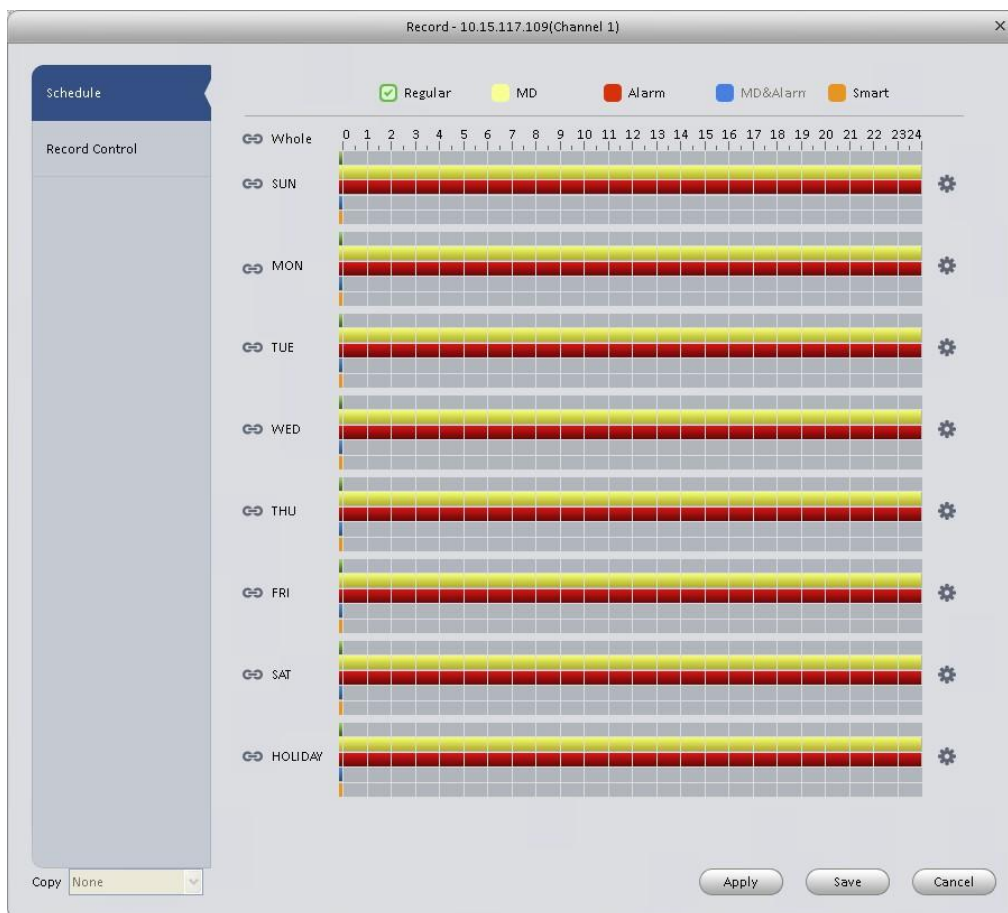 Record - 10.15.117.109(Channel 1)
Schedule
Record Control
Regular MD Alarm MD&Alarm Smart
Whole 0 1 2 3 4 5 6 7 8 9 10 11 12 13 14 15 16 17 18 19 20 21 22 23 24
SUN
MON
TUE
WED
THU
FRI
SAT
HOLIDAY
Copy None Apply Save Cancel